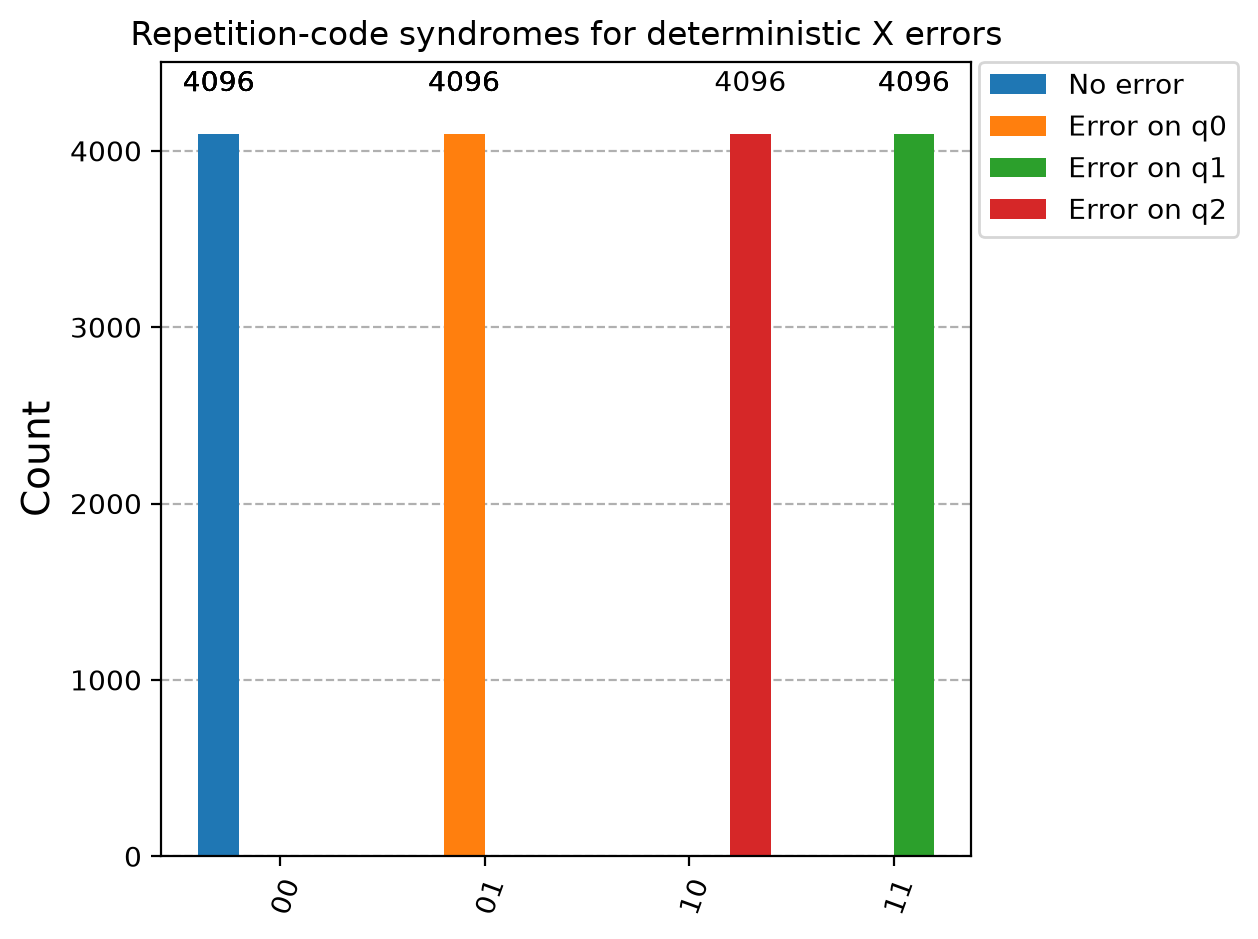 Repetition-code syndromes for deterministic X errors
4096 4096 4096 4096
No error
Error on q0
Error on q1
Error on q2
Count
4000
3000
2000
1000
0
00 01 10 11